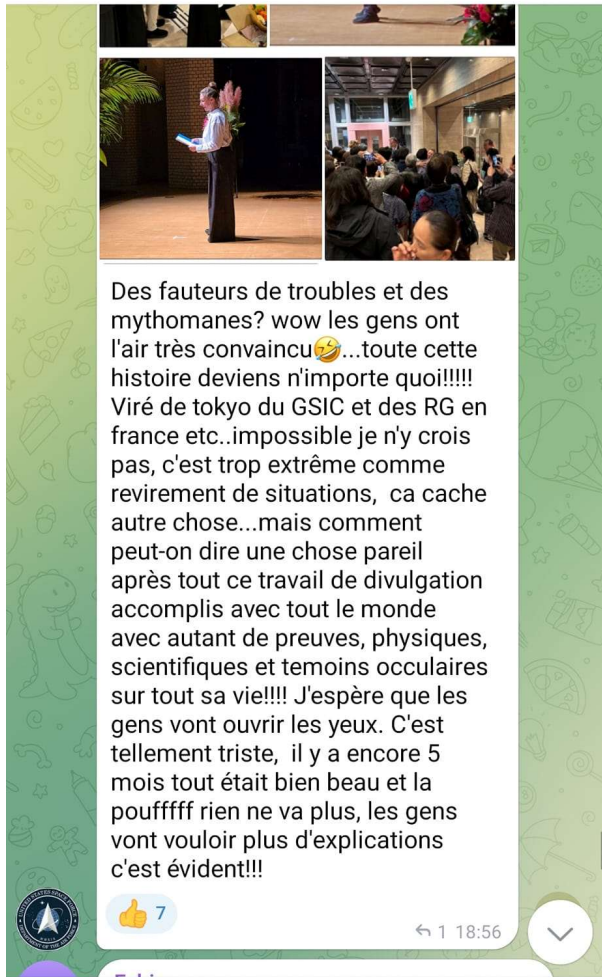 Des fauteurs de troubles et des
mythomanes? wow les gens ont
l'air très convaincu🤣...toute cette
histoire deviens n'importe quoi!!!!!
Viré de tokyo du GSIC et des RG en
france etc..impossible je n'y crois
pas, c'est trop extrême comme
revirement de situations, ca cache
autre chose...mais comment
peut-on dire une chose pareil
après tout ce travail de divulgation
accomplis avec tout le monde
avec autant de preuves, physiques,
scientifiques et temoins occulaires
sur tout sa vie!!!! J'espère que les
gens vont ouvrir les yeux. C'est
tellement triste, il y a encore 5
mois tout était bien beau et la
poufffff rien ne va plus, les gens
vont vouloir plus d'explications
c'est évident!!!
👍 7
1 18:56